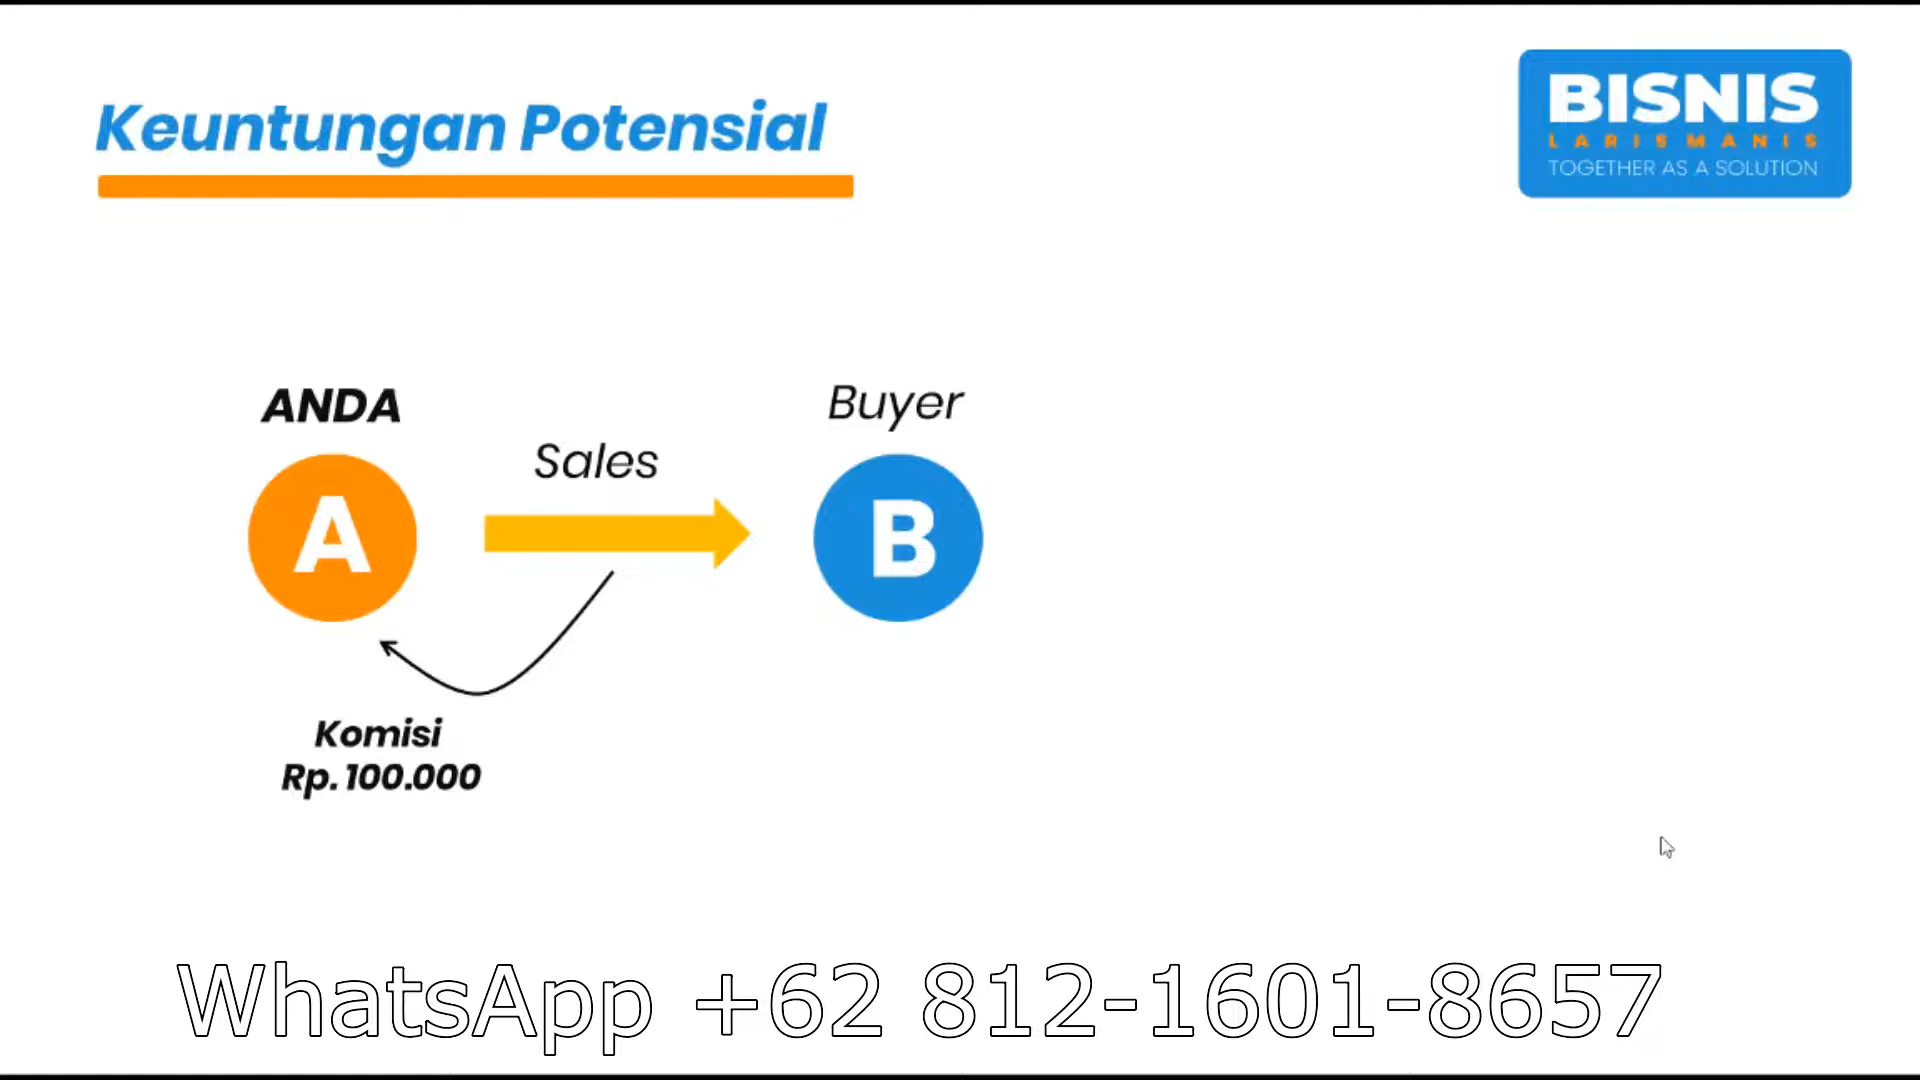 Keuntungan Potensial
BISNIS
LARISMANIS
TOGETHER AS A SOLUTION
ANDA
Buyer
Sales
A
B
Komisi
Rp. 100.000
WhatsApp +62 812-1601-8657